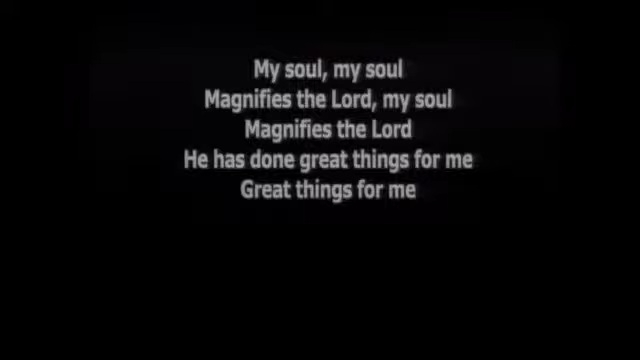 My soul, my soul
Magnifies the Lord, my soul
Magnifies the Lord
He has done great things for me
Great things for me